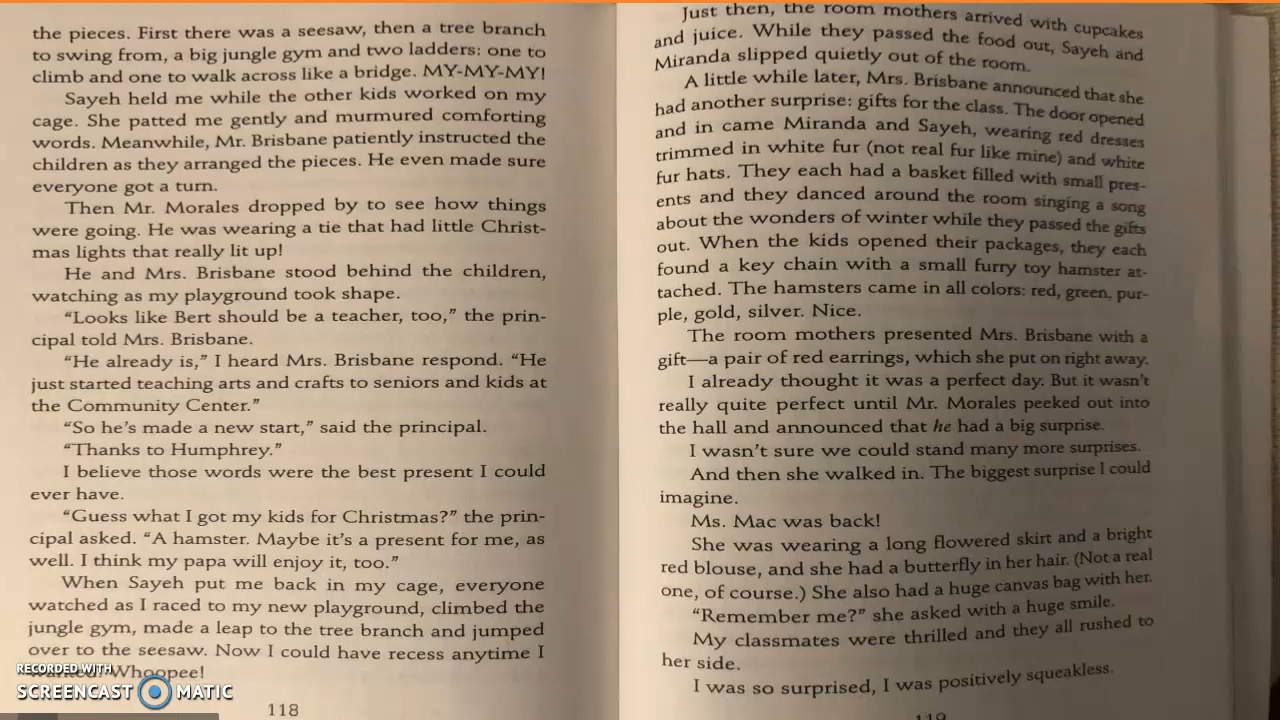 the pieces. First there was a seesaw, then a tree branch
to swing from, a big jungle gym and two ladders: one to
climb and one to walk across like a bridge. MY-MY-MY!
Sayeh held me while the other kids worked on my
cage. She patted me gently and murmured comforting
words. Meanwhile, Mr. Brisbane patiently instructed the
children as they arranged the pieces. He even made sure
everyone got a turn.
Then Mr. Morales dropped by to see how things
were going. He was wearing a tie that had little Christ-
mas lights that really lit up!
He and Mrs. Brisbane stood behind the children,
watching as my playground took shape.
“Looks like Bert should be a teacher, too,” the prin-
cipal told Mrs. Brisbane.
“He already is,” I heard Mrs. Brisbane respond. “He
just started teaching arts and crafts to seniors and kids at
the Community Center.”
“So he’s made a new start,” said the principal.
“Thanks to Humphrey.”
I believe those words were the best present I could
ever have.
“Guess what I got my kids for Christmas?” the prin-
cipal asked. “A hamster. Maybe it’s a present for me, as
well. I think my papa will enjoy it, too.”
When Sayeh put me back in my cage, everyone
watched as I raced to my new playground, climbed the
jungle gym, made a leap to the tree branch and jumped
over to the seesaw. Now I could have recess anytime I
Whoopee!
118
Just then, the room mothers arrived with cupcakes
and juice. While they passed the food out, Sayeh and
Miranda slipped quietly out of the room.
A little while later, Mrs. Brisbane announced that she
had another surprise: gifts for the class. The door opened
and in came Miranda and Sayeh, wearing red dresses
trimmed in white fur (not real fur like mine) and white
fur hats. They each had a basket filled with small pres-
ents and they danced around the room singing a song
about the wonders of winter while they passed the gifts
out. When the kids opened their packages, they each
found a key chain with a small furry toy hamster at-
tached. The hamsters came in all colors: red, green, pur-
ple, gold, silver. Nice.
The room mothers presented Mrs. Brisbane with a
gift—a pair of red earrings, which she put on right away.
I already thought it was a perfect day. But it wasn’t
really quite perfect until Mr. Morales peeked out into
the hall and announced that he had a big surprise.
I wasn’t sure we could stand many more surprises.
And then she walked in. The biggest surprise I could
imagine.
Ms. Mac was back!
She was wearing a long flowered skirt and a bright
red blouse, and she had a butterfly in her hair. (Not a real
one, of course.) She also had a huge canvas bag with her.
“Remember me?” she asked with a huge smile.
My classmates were thrilled and they all rushed to
her side.
I was so surprised, I was positively squeakless.
119
RECORDED WITH
SCREENCAST MATIC